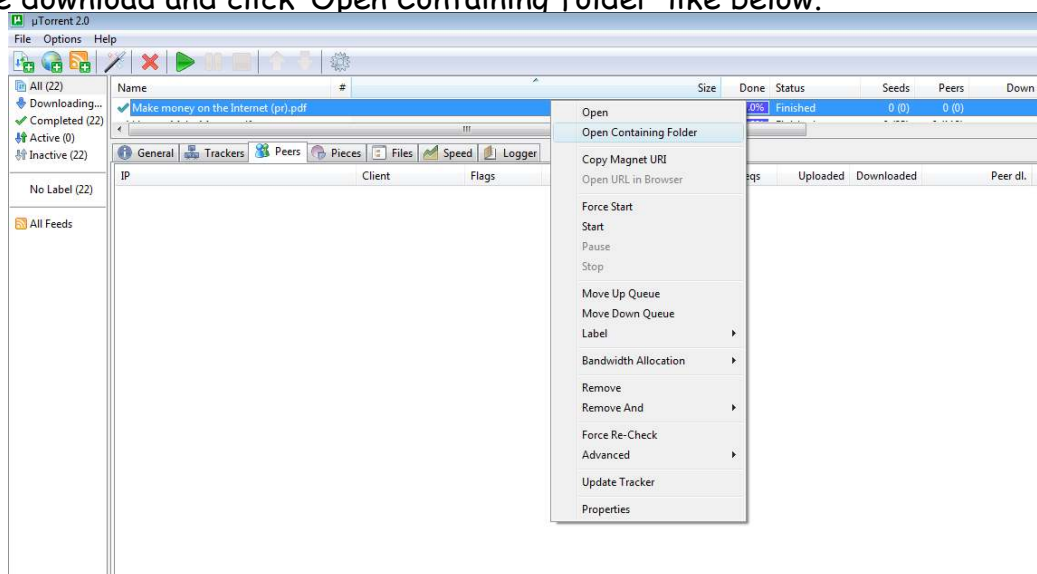 download and click 'Open Containing Folder' like below.
µTorrent 2.0
File Options Help
All (22)
Downloading...
Completed (22)
Active (0)
Inactive (22)
No Label (22)
All Feeds
Name # Size Done Status Seeds Peers Down
Make money on the Internet (pr).pdf .0% Finished 0 (0) 0 (0)
General Trackers Peers Pieces Files Speed Logger
IP Client Flags eqs Uploaded Downloaded Peer dl.
Open
Open Containing Folder
Copy Magnet URI
Open URL in Browser
Force Start
Start
Pause
Stop
Move Up Queue
Move Down Queue
Label
Bandwidth Allocation
Remove
Remove And
Force Re-Check
Advanced
Update Tracker
Properties